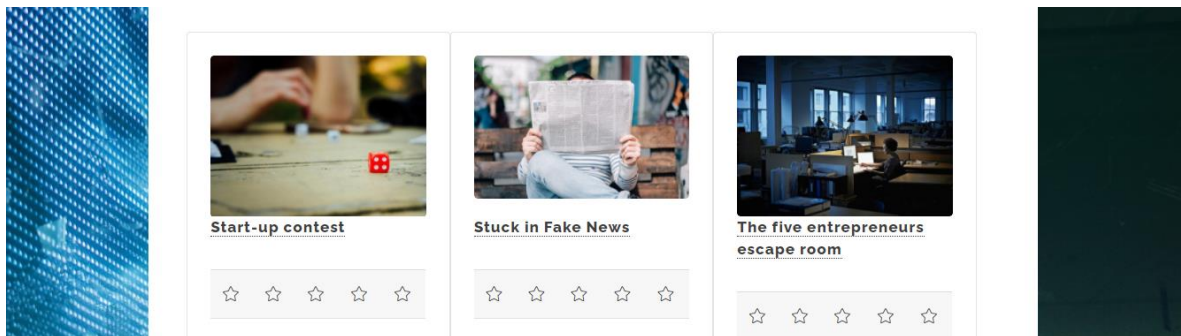 Start-up contest
Stuck in Fake News
The five entrepreneurs
escape room